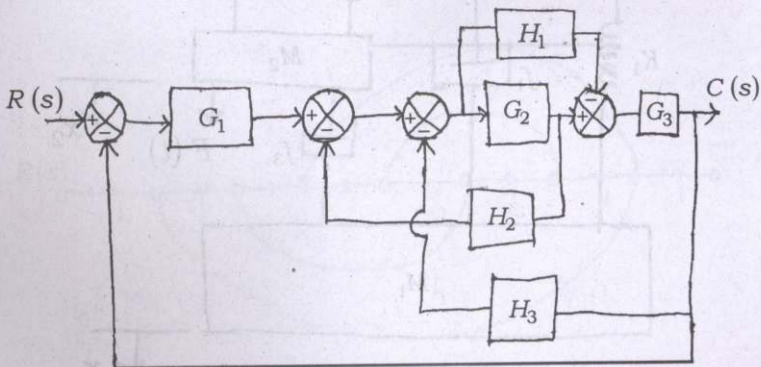 H₁
R(s) + − G₁ + − + − G₂ + − G₃ C(s)
H₂
H₃